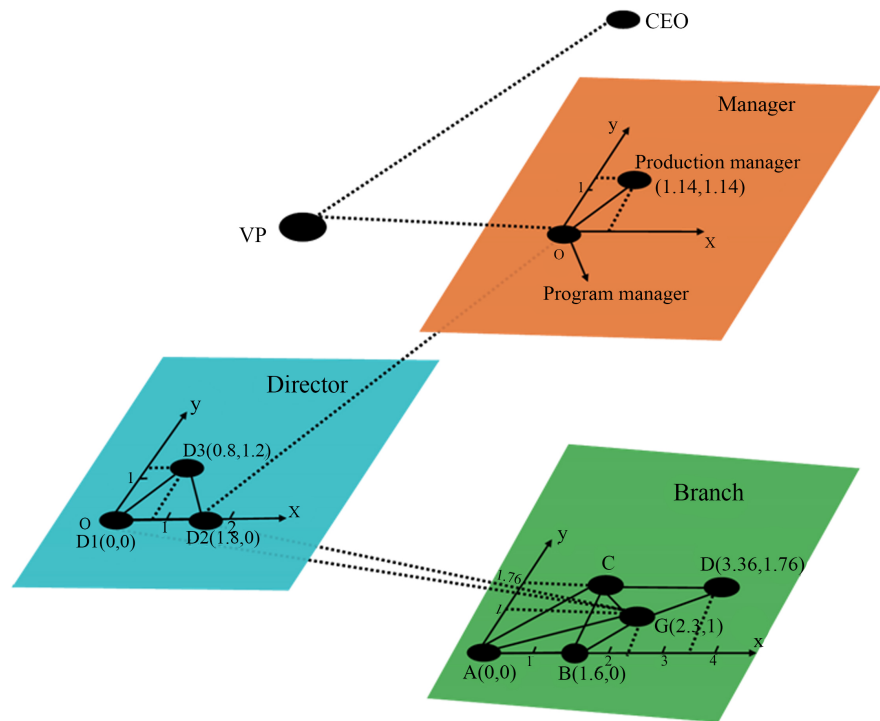 CEO
Manager
y
Production manager
1
(1.14,1.14)
VP
x
O
Program manager
Director
y
D3(0.8,1.2)
1
x
O
1
2
D1(0,0)
D2(1.8,0)
Branch
y
C
1.76
D(3.36,1.76)
1
G(2.3,1)
x
1
2
3
4
A(0,0)
B(1.6,0)